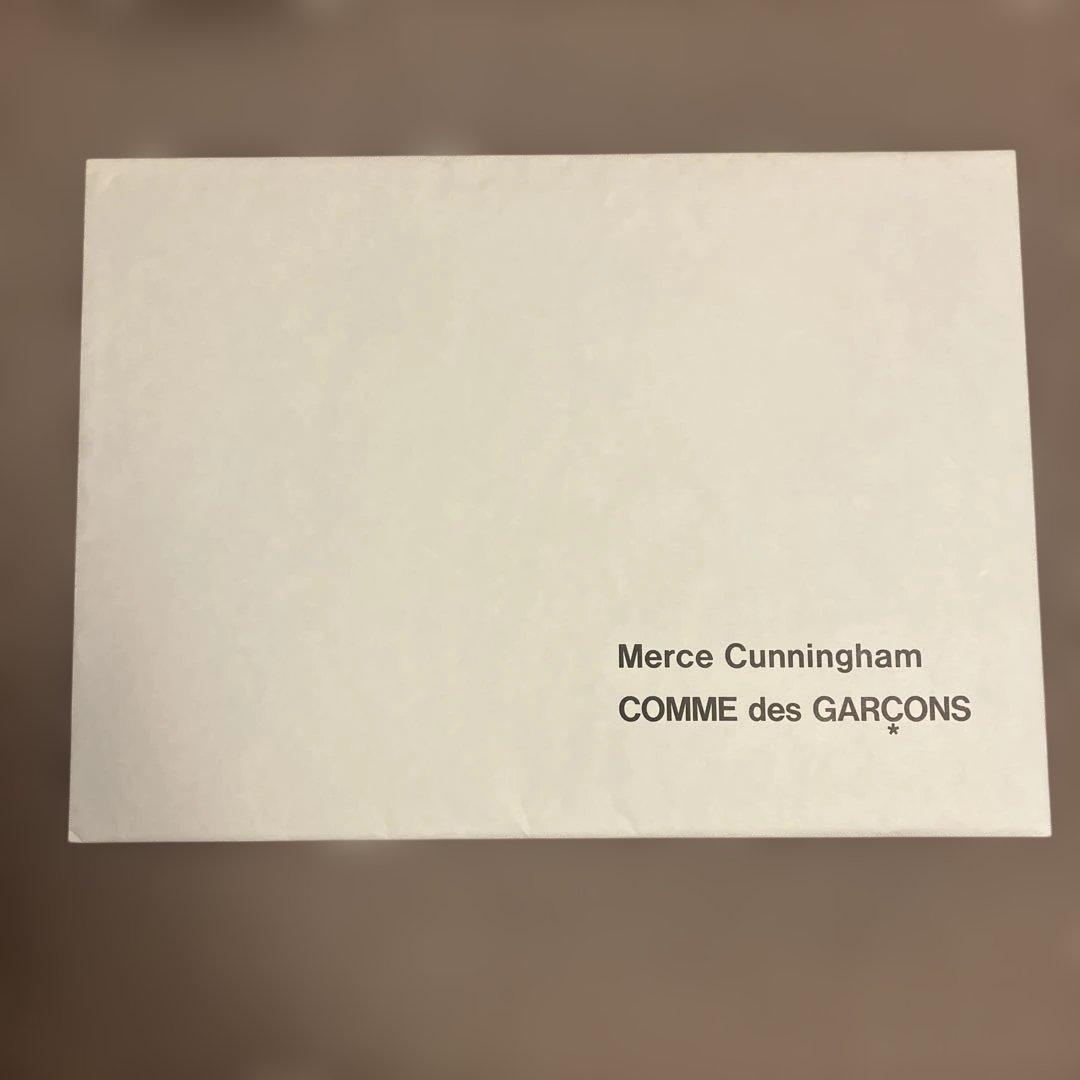 Merce Cunningham
COMME des GARÇONS
*